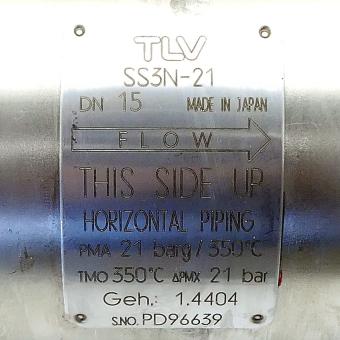 TLV
SS3N-21
DN 15 MADE IN JAPAN
FLOW
THIS SIDE UP
HORIZONTAL PIPING
PMA 21 barg/350°C
TMO 350°C ΔPMX 21 bar
Geh.: 1.4404
S.NO. PD96639